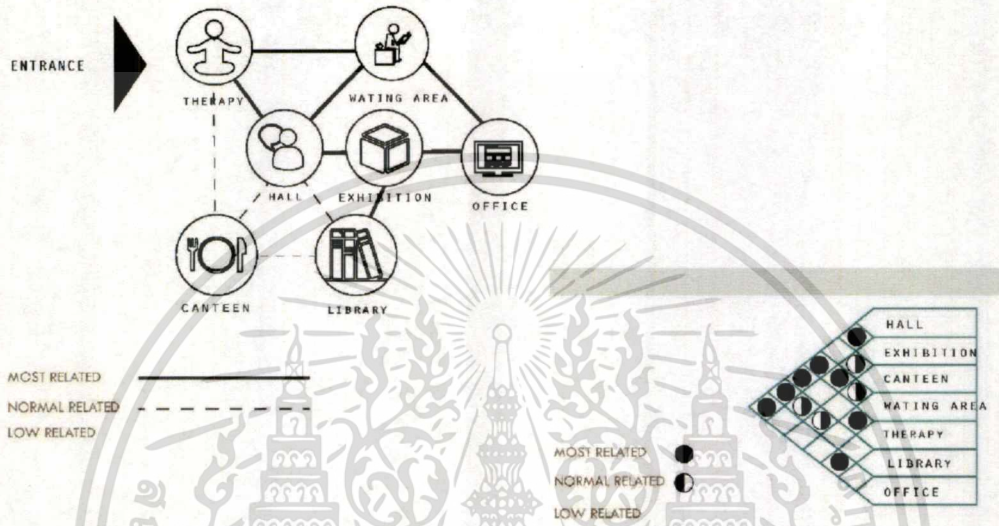 ENTRANCE
THERAPY
WATING AREA
HALL
EXHIBITION
OFFICE
CANTEEN
LIBRARY
MOST RELATED
NORMAL RELATED
LOW RELATED
HALL
EXHIBITION
CANTEEN
WATING AREA
THERAPY
LIBRARY
OFFICE
MOST RELATED
NORMAL RELATED
LOW RELATED